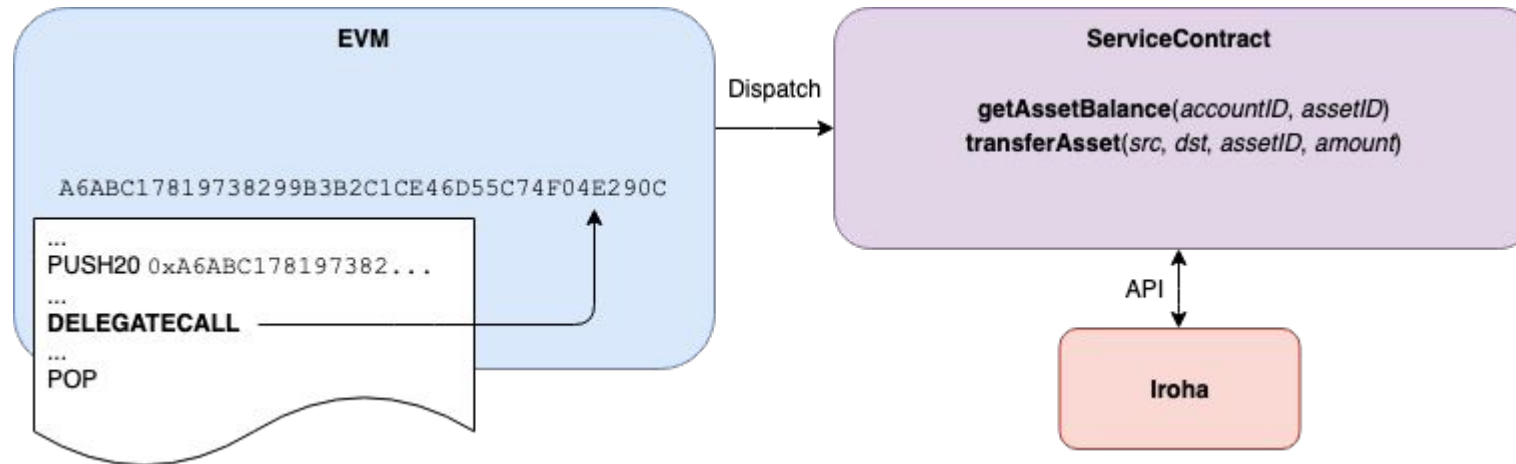 EVM
A6ABC17819738299B3B2C1CE46D55C74F04E290C
...
PUSH20 0xA6ABC178197382...
...
DELEGATECALL
...
POP
Dispatch
ServiceContract
getAssetBalance(accountID, assetID)
transferAsset(src, dst, assetID, amount)
API
Iroha